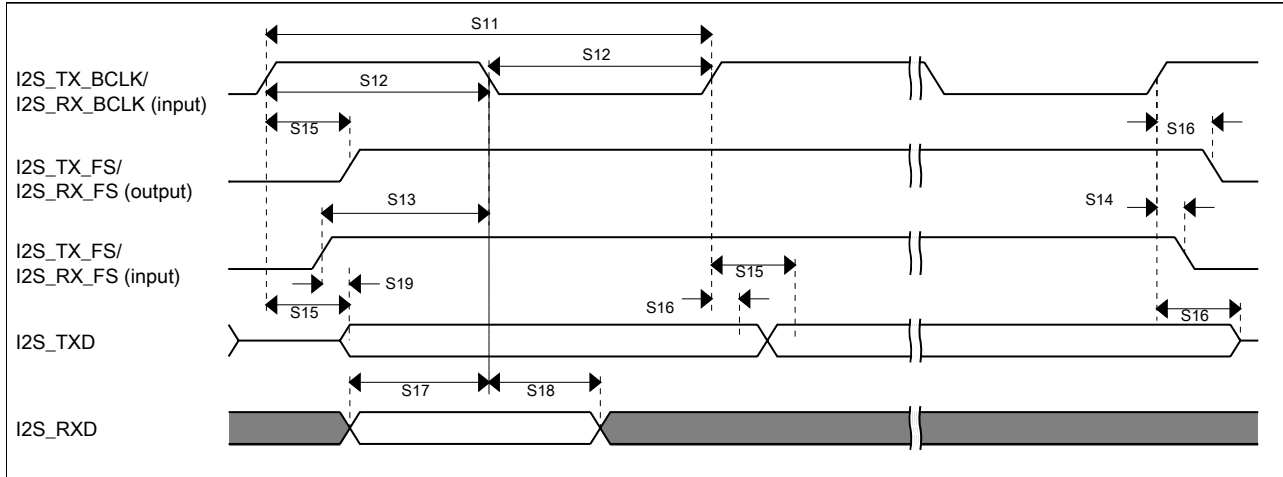 S11
S12
I2S_TX_BCLK/
I2S_RX_BCLK (input)
S12
S15
S16
I2S_TX_FS/
I2S_RX_FS (output)
S13
S14
I2S_TX_FS/
I2S_RX_FS (input)
S15
S19
S16
S15
S16
I2S_TXD
S17
S18
I2S_RXD